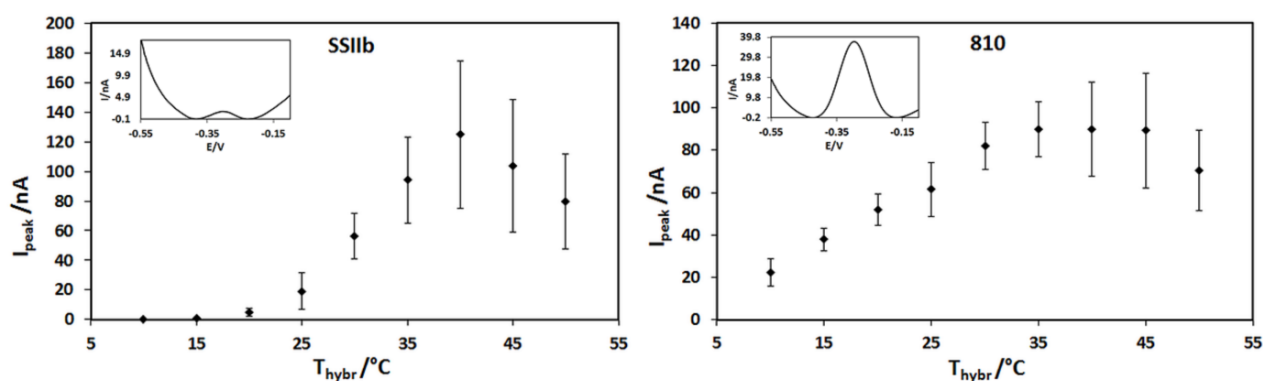 SSIIb
200
180
160
140
120
100
80
60
40
20
0
I_peak /nA
5 15 25 35 45 55
T_hybr /°C
14.9
9.9
4.9
-0.1
I/nA
-0.55 -0.35 -0.15
E/V
810
140
120
100
80
60
40
20
0
I_peak /nA
5 15 25 35 45 55
T_hybr /°C
39.8
29.8
19.8
9.8
-0.2
I/nA
-0.55 -0.35 -0.15
E/V